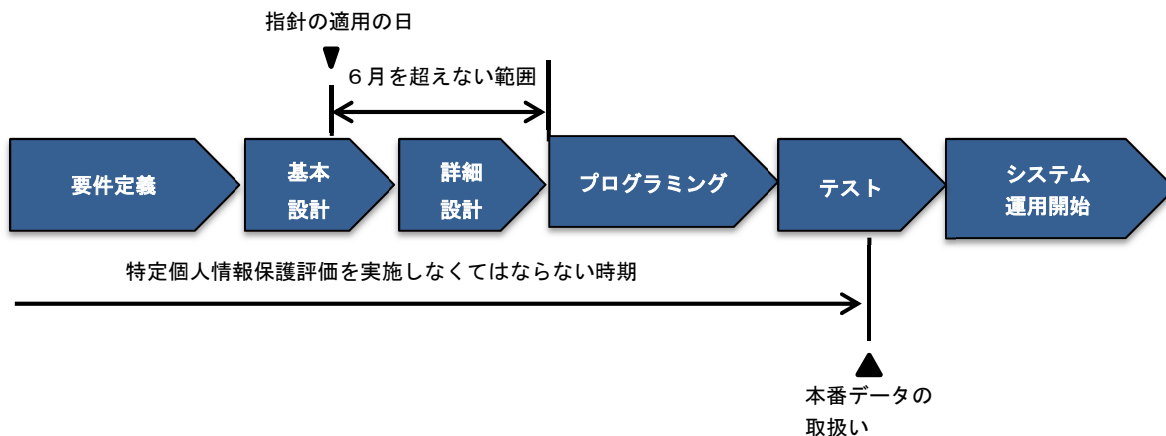 指針の適用の日
６月を超えない範囲
要件定義
基本
設計
詳細
設計
プログラミング
テスト
システム
運用開始
特定個人情報保護評価を実施しなくてはならない時期
本番データの
取扱い